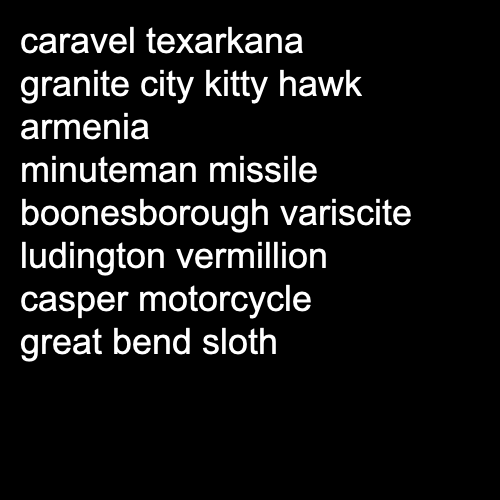 caravel texarkana
granite city kitty hawk
armenia
minuteman missile
boonesborough variscite
ludington vermillion
casper motorcycle
great bend sloth